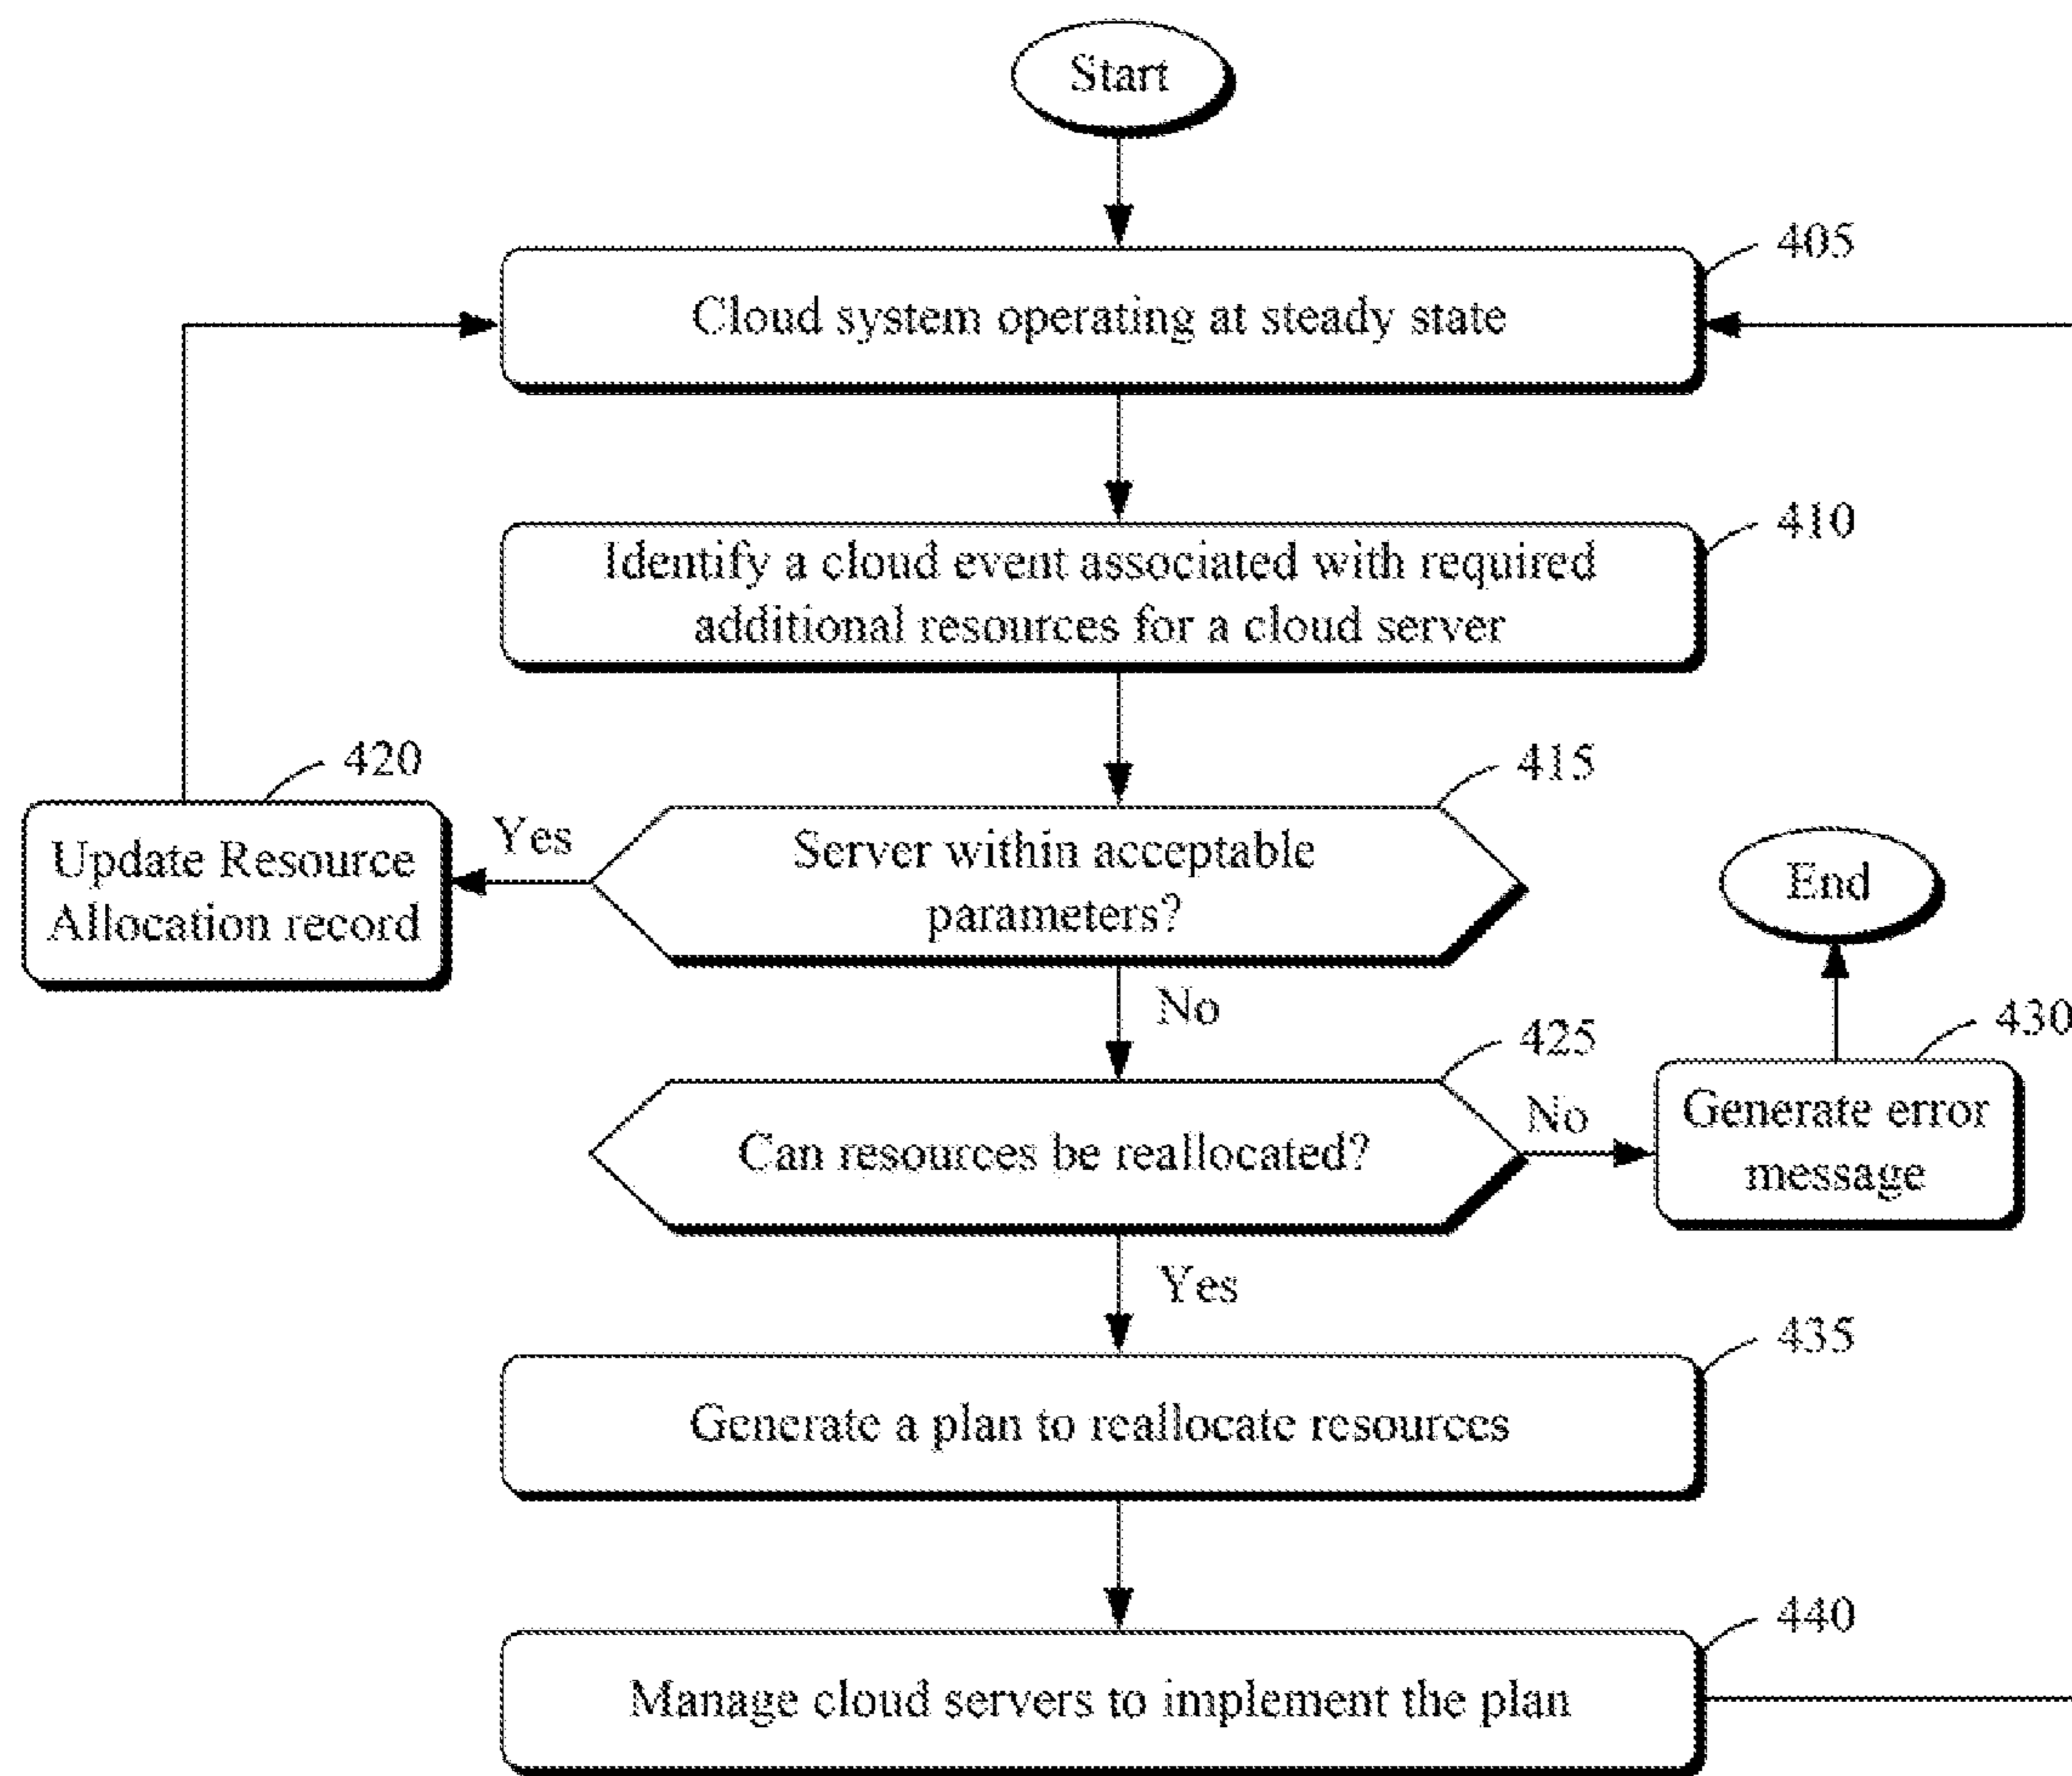 Start
405
Cloud system operating at steady state
410
Identify a cloud event associated with required
additional resources for a cloud server
420
415
Update Resource
Allocation record
Yes
Server within acceptable
parameters?
End
No
425
430
Can resources be reallocated?
No
Generate error
message
Yes
435
Generate a plan to reallocate resources
440
Manage cloud servers to implement the plan